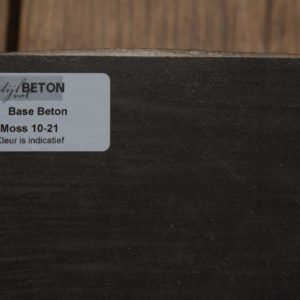 BETON
Base Beton
Moss 10-21
Kleur is indicatief